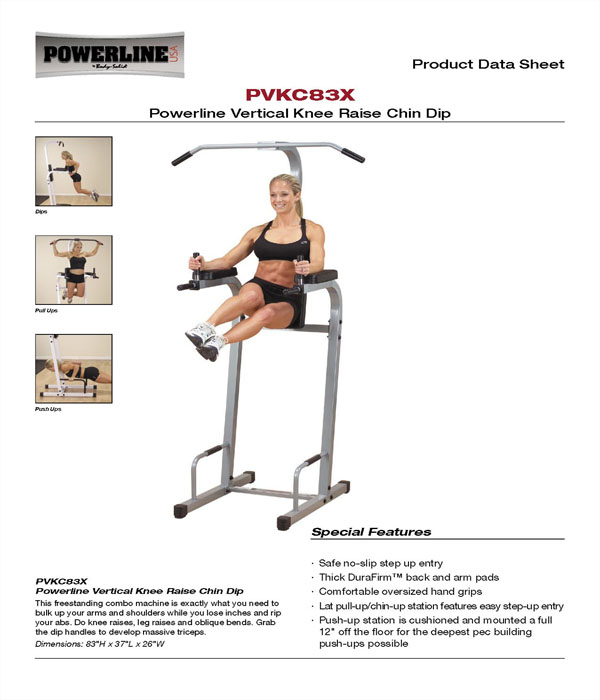 POWERLINE USA
by Body-Solid
Product Data Sheet
PVKC83X
Powerline Vertical Knee Raise Chin Dip
Dips
Pull Ups
Push Ups
PVKC83X
Powerline Vertical Knee Raise Chin Dip
This freestanding combo machine is exactly what you need to
bulk up your arms and shoulders while you lose inches and rip
your abs. Do knee raises, leg raises and oblique bends. Grab
the dip handles to develop massive triceps.
Dimensions: 83"H x 37"L x 26"W
Special Features
· Safe no-slip step up entry
· Thick DuraFirm™ back and arm pads
· Comfortable oversized hand grips
· Lat pull-up/chin-up station features easy step-up entry
· Push-up station is cushioned and mounted a full
12" off the floor for the deepest pec building
push-ups possible